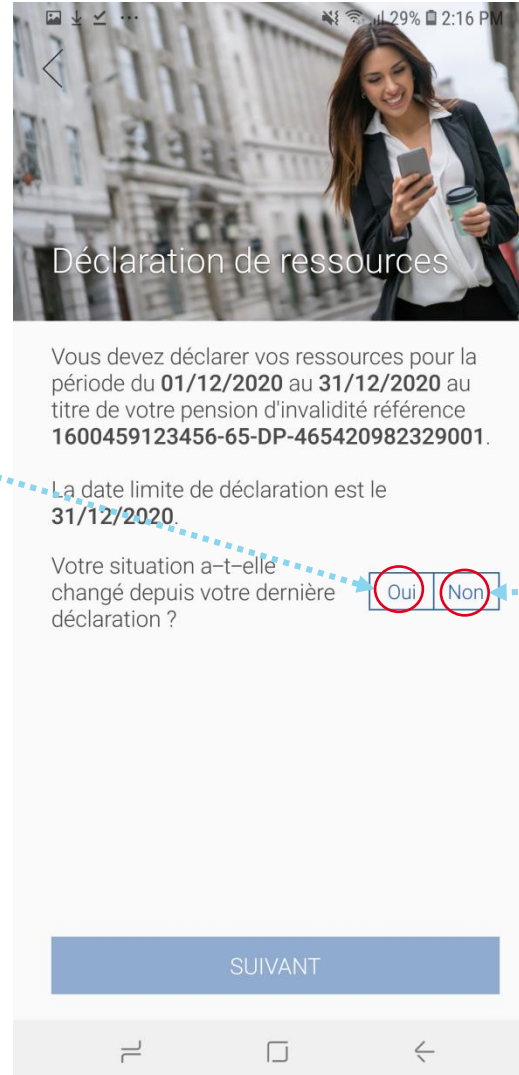 29% 2:16 PM
Déclaration de ressources
Vous devez déclarer vos ressources pour la
période du 01/12/2020 au 31/12/2020 au
titre de votre pension d'invalidité référence
1600459123456-65-DP-465420982329001.
La date limite de déclaration est le
31/12/2020.
Votre situation a-t-elle
changé depuis votre dernière
déclaration ?
Oui Non
SUIVANT